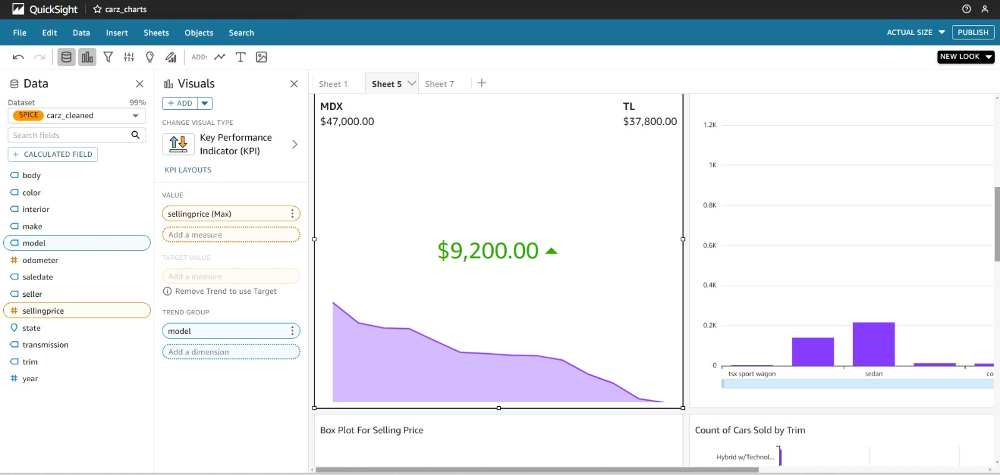 QuickSight
carz_charts
File Edit Data Insert Sheets Objects Search
ACTUAL SIZE
PUBLISH
ADD:
NEW LOOK
Data
Dataset 99%
SPICE carz_cleaned
Search fields
+ CALCULATED FIELD
body
color
interior
make
model
odometer
saledate
seller
sellingprice
state
transmission
trim
year
Visuals
+ ADD
CHANGE VISUAL TYPE
Key Performance
Indicator (KPI)
KPI LAYOUTS
VALUE
sellingprice (Max)
Add a measure
TARGET VALUE
Add a measure
Remove Trend to use Target
TREND GROUP
model
Add a dimension
Sheet 1 Sheet 5 Sheet 7
MDX
$47,000.00
TL
$37,800.00
$9,200.00
1.2K
1K
0.8K
0.6K
0.4K
0.2K
0
tsx sport wagon sedan co
Box Plot For Selling Price
Count of Cars Sold by Trim
Hybrid w/Technol...